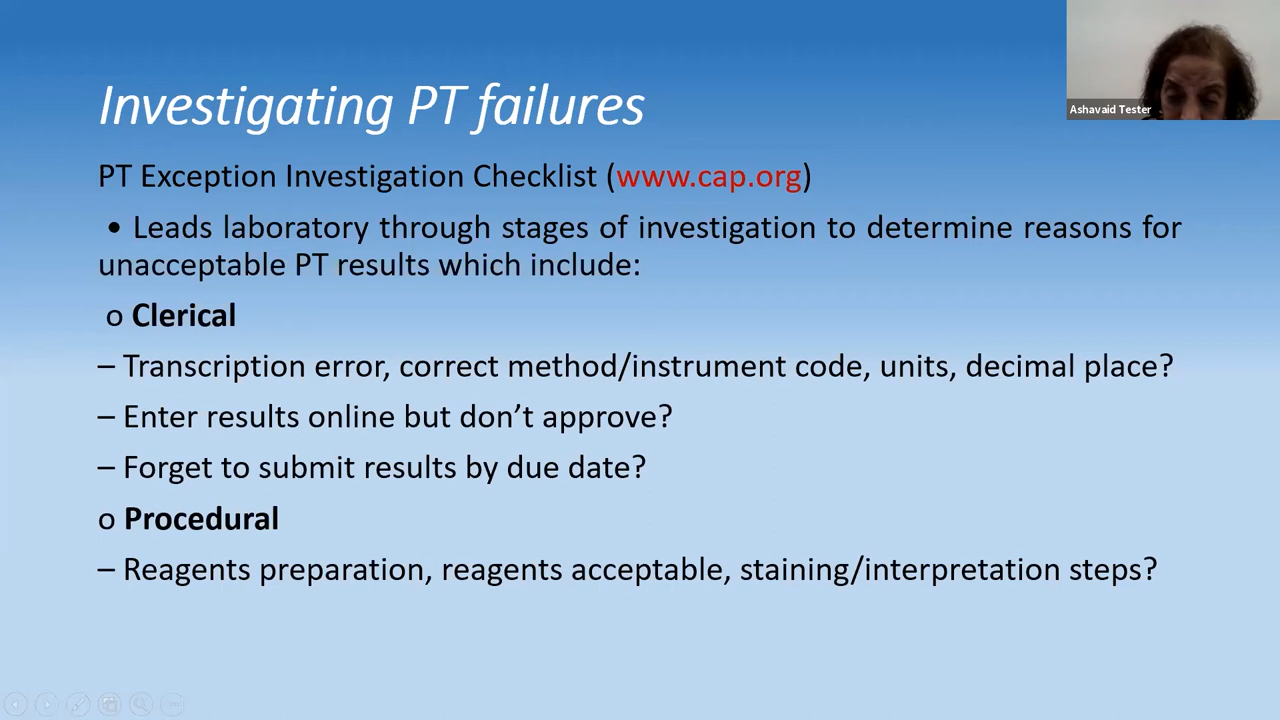 Investigating PT failures
Ashavaid Tester
PT Exception Investigation Checklist (www.cap.org)
• Leads laboratory through stages of investigation to determine reasons for
unacceptable PT results which include:
o Clerical
– Transcription error, correct method/instrument code, units, decimal place?
– Enter results online but don’t approve?
– Forget to submit results by due date?
o Procedural
– Reagents preparation, reagents acceptable, staining/interpretation steps?